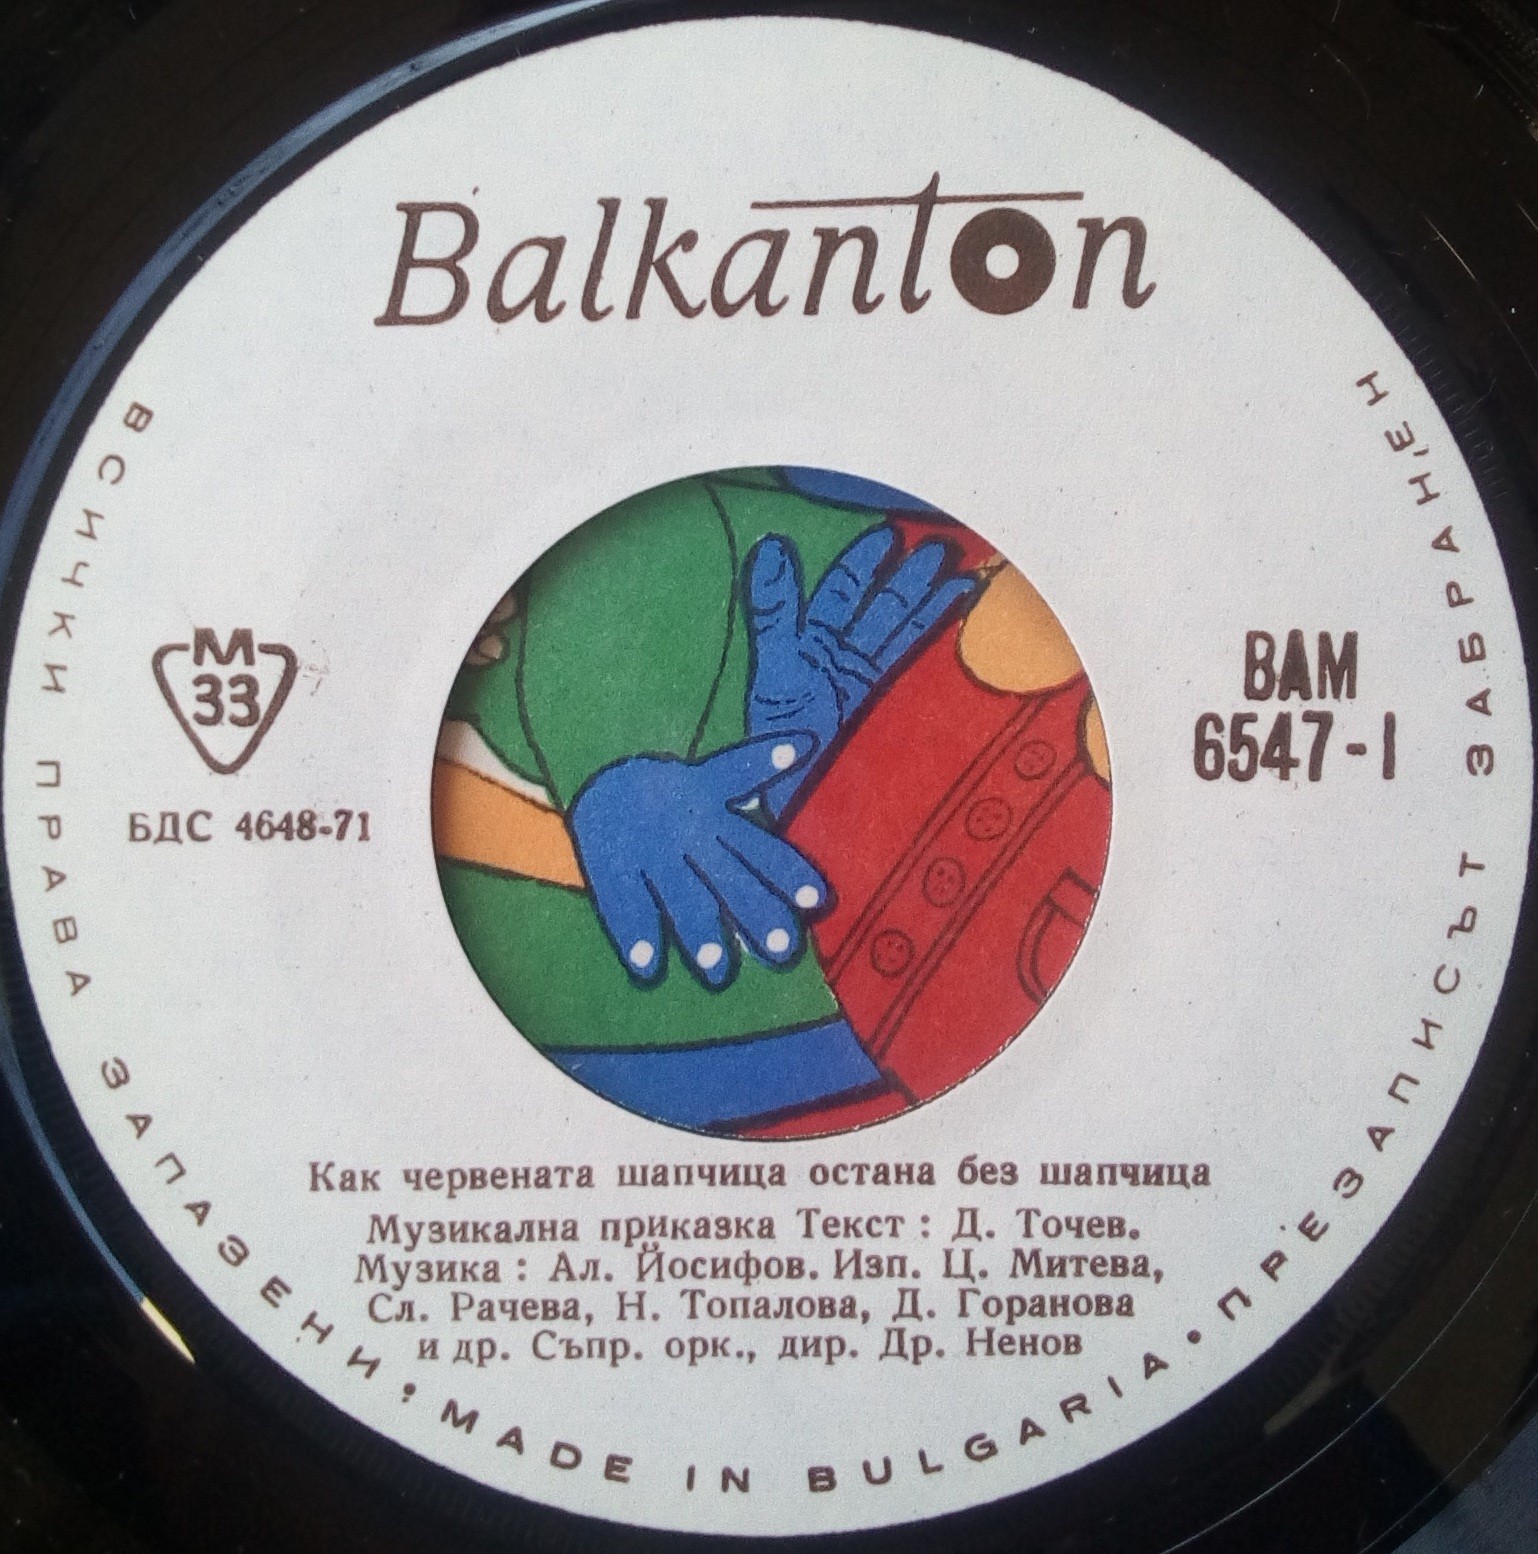 Balkanton
М
33
БДС 4648-71
ВАМ
6547-I
Как червената шапчица остана без шапчица
Музикална приказка Текст : Д. Точев.
Музика : Ал. Йосифов. Изп. Ц. Митева,
Сл. Рачева, Н. Топалова, Д. Горанова
и др. Съпр. орк., дир. Др. Ненов
ВСИЧКИ ПРАВА ЗАПАЗЕНИ • MADE IN BULGARIA • ПРЕЗАПИСЪТ ЗАБРАНЕН